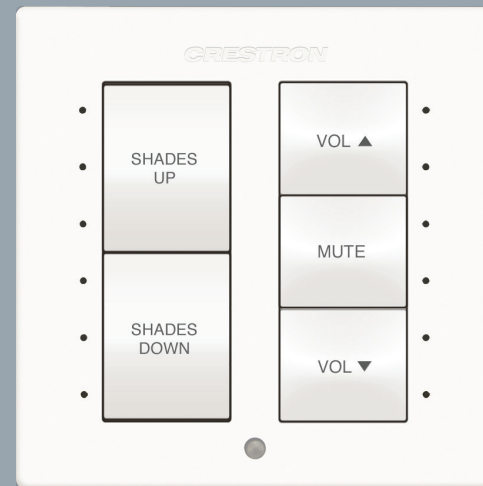 CRESTRON
SHADES
UP
SHADES
DOWN
VOL ▲
MUTE
VOL ▼